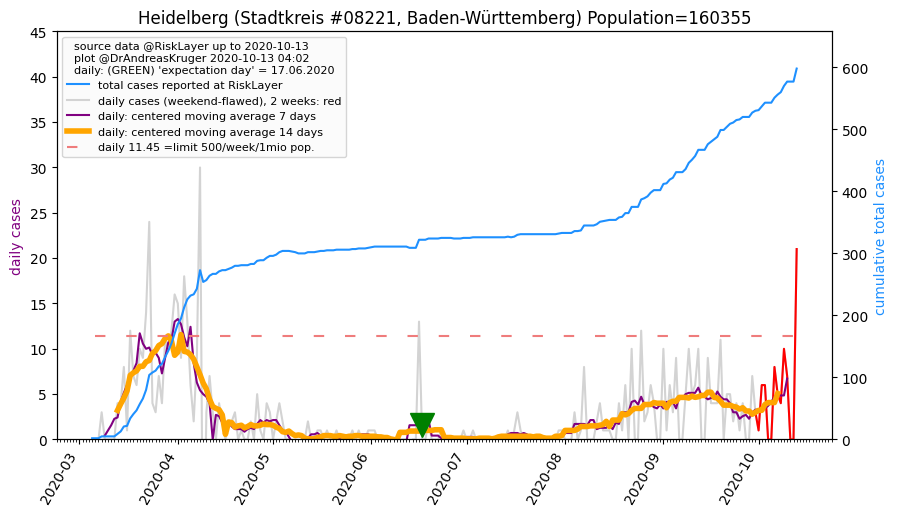 Heidelberg (Stadtkreis #08221, Baden-Württemberg) Population=160355
source data @RiskLayer up to 2020-10-13
plot @DrAndreasKruger 2020-10-13 04:02
daily: (GREEN) 'expectation day' = 17.06.2020
total cases reported at RiskLayer
daily cases (weekend-flawed), 2 weeks: red
daily: centered moving average 7 days
daily: centered moving average 14 days
daily 11.45 =limit 500/week/1mio pop.
daily cases
45
40
35
30
25
20
15
10
5
0
600
500
400
300
200
100
0
cumulative total cases
2020-03
2020-04
2020-05
2020-06
2020-07
2020-08
2020-09
2020-10